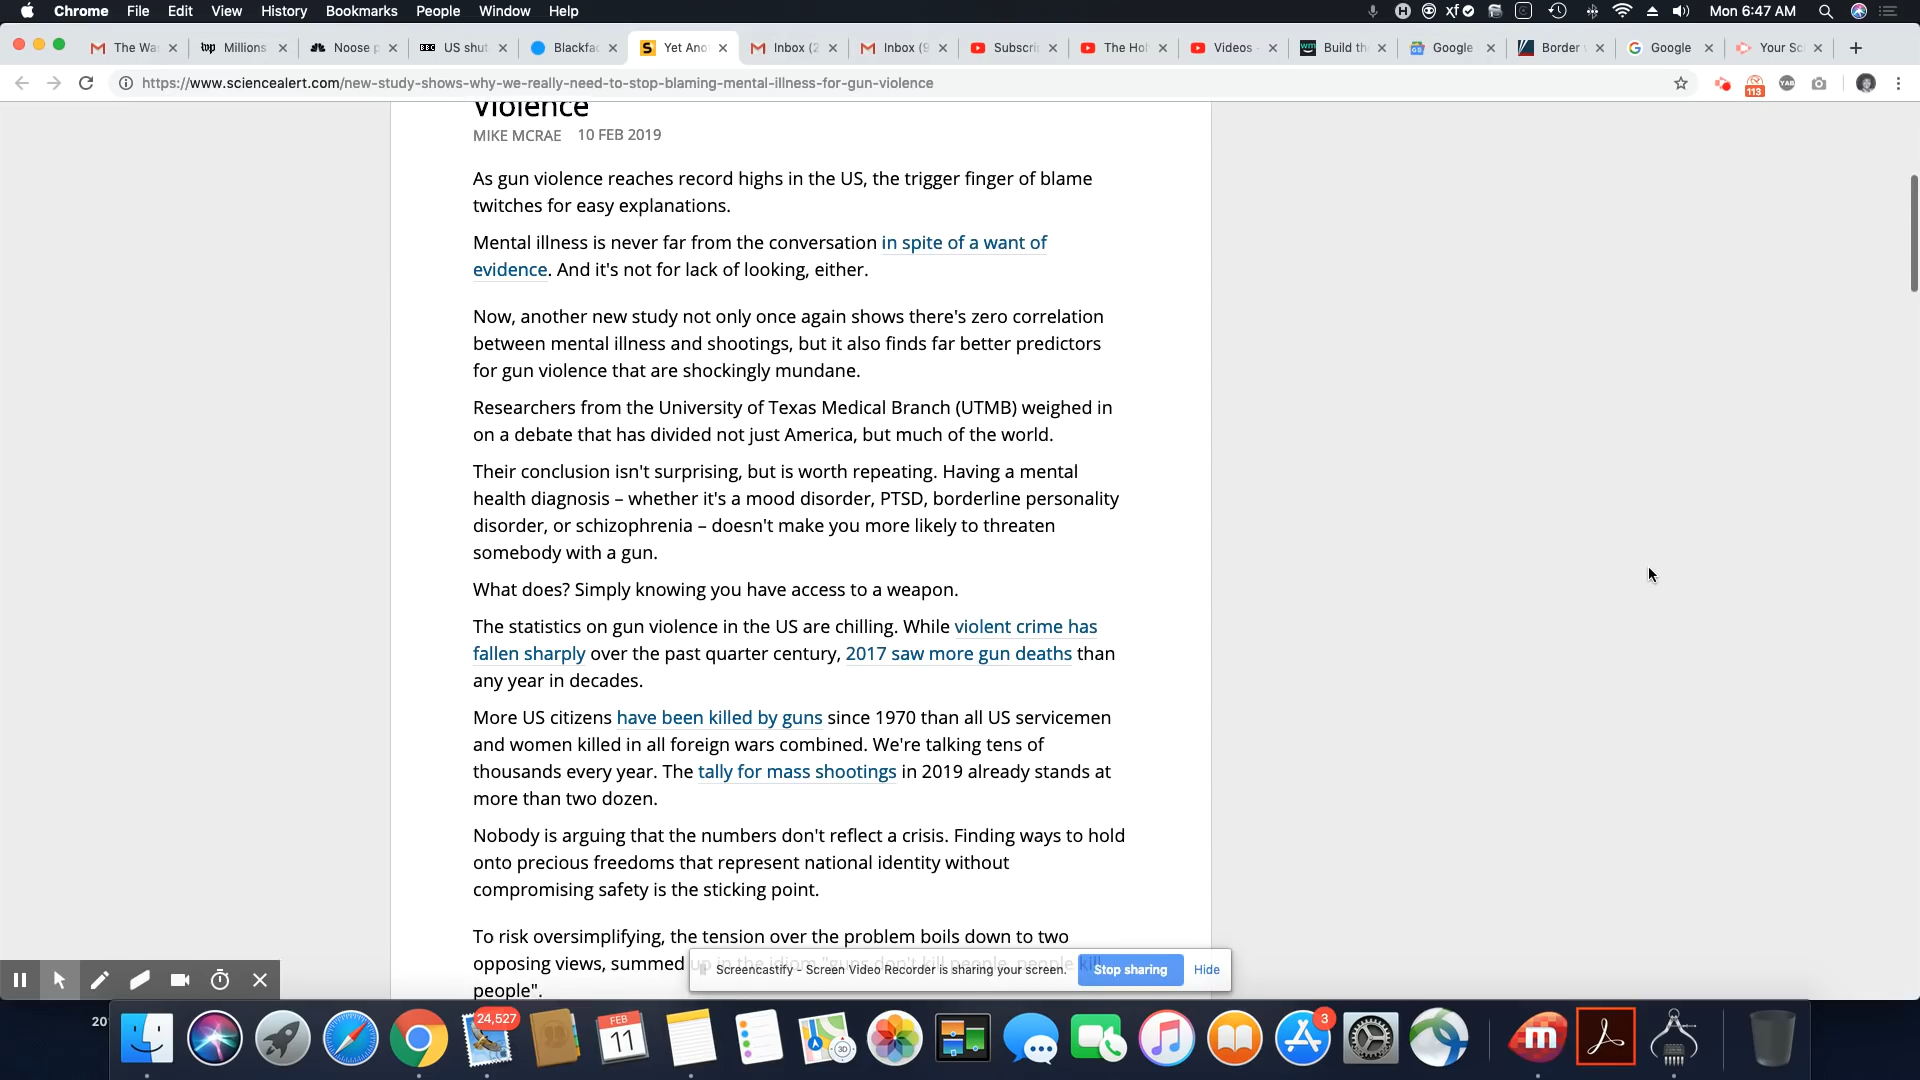 Chrome File Edit View History Bookmarks People Window Help
Mon 6:47 AM
The Wa
Millions
Noose p
BBC US shut
Blackfac
Yet Ano
Inbox (2
Inbox (9
Subscri
The Hol
Videos -
Build th
Google
Border
Google
Your Sc
https://www.sciencealert.com/new-study-shows-why-we-really-need-to-stop-blaming-mental-illness-for-gun-violence
113
YAB
Violence
MIKE MCRAE 10 FEB 2019
As gun violence reaches record highs in the US, the trigger finger of blame
twitches for easy explanations.
Mental illness is never far from the conversation in spite of a want of
evidence. And it's not for lack of looking, either.
Now, another new study not only once again shows there's zero correlation
between mental illness and shootings, but it also finds far better predictors
for gun violence that are shockingly mundane.
Researchers from the University of Texas Medical Branch (UTMB) weighed in
on a debate that has divided not just America, but much of the world.
Their conclusion isn't surprising, but is worth repeating. Having a mental
health diagnosis – whether it's a mood disorder, PTSD, borderline personality
disorder, or schizophrenia – doesn't make you more likely to threaten
somebody with a gun.
What does? Simply knowing you have access to a weapon.
The statistics on gun violence in the US are chilling. While violent crime has
fallen sharply over the past quarter century, 2017 saw more gun deaths than
any year in decades.
More US citizens have been killed by guns since 1970 than all US servicemen
and women killed in all foreign wars combined. We're talking tens of
thousands every year. The tally for mass shootings in 2019 already stands at
more than two dozen.
Nobody is arguing that the numbers don't reflect a crisis. Finding ways to hold
onto precious freedoms that represent national identity without
compromising safety is the sticking point.
To risk oversimplifying, the tension over the problem boils down to two
opposing views, summed up in the idiom "guns don't kill people, people kill
people".
Screencastify - Screen Video Recorder is sharing your screen. Stop sharing Hide
20
24,527
FEB
11
3D
3